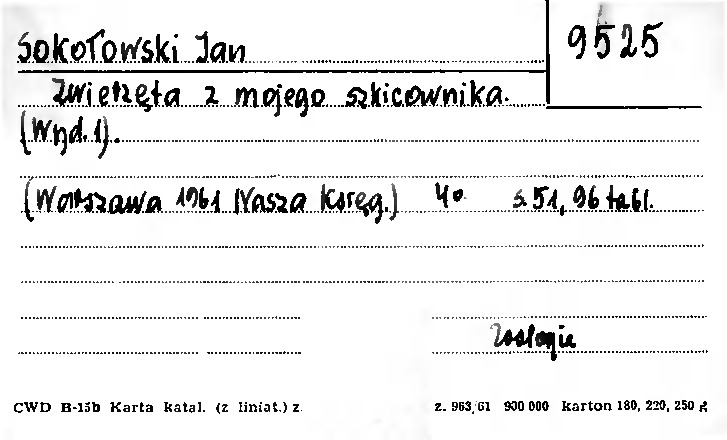 Sokołowski Jan
9525
Zwierzęta z mojego szkicownika.
(Wyd. 1).
(Warszawa 1961 Nasza Księg.) 4° s. 51, 96 tabl.
Zoologia
CWD B-15b Karta katal. (z liniat.) z.
z. 963/61 900 000 karton 180, 220, 250 g